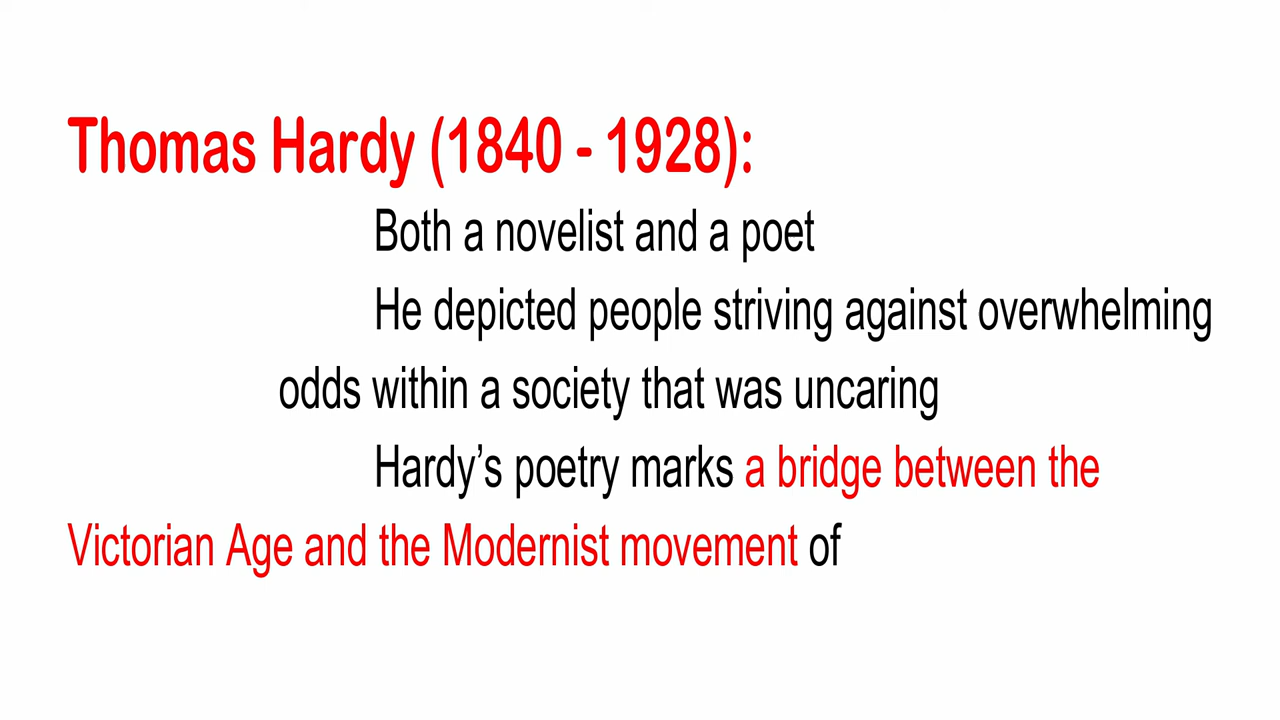 Thomas Hardy (1840 - 1928):
Both a novelist and a poet
He depicted people striving against overwhelming
odds within a society that was uncaring
Hardy’s poetry marks a bridge between the
Victorian Age and the Modernist movement of